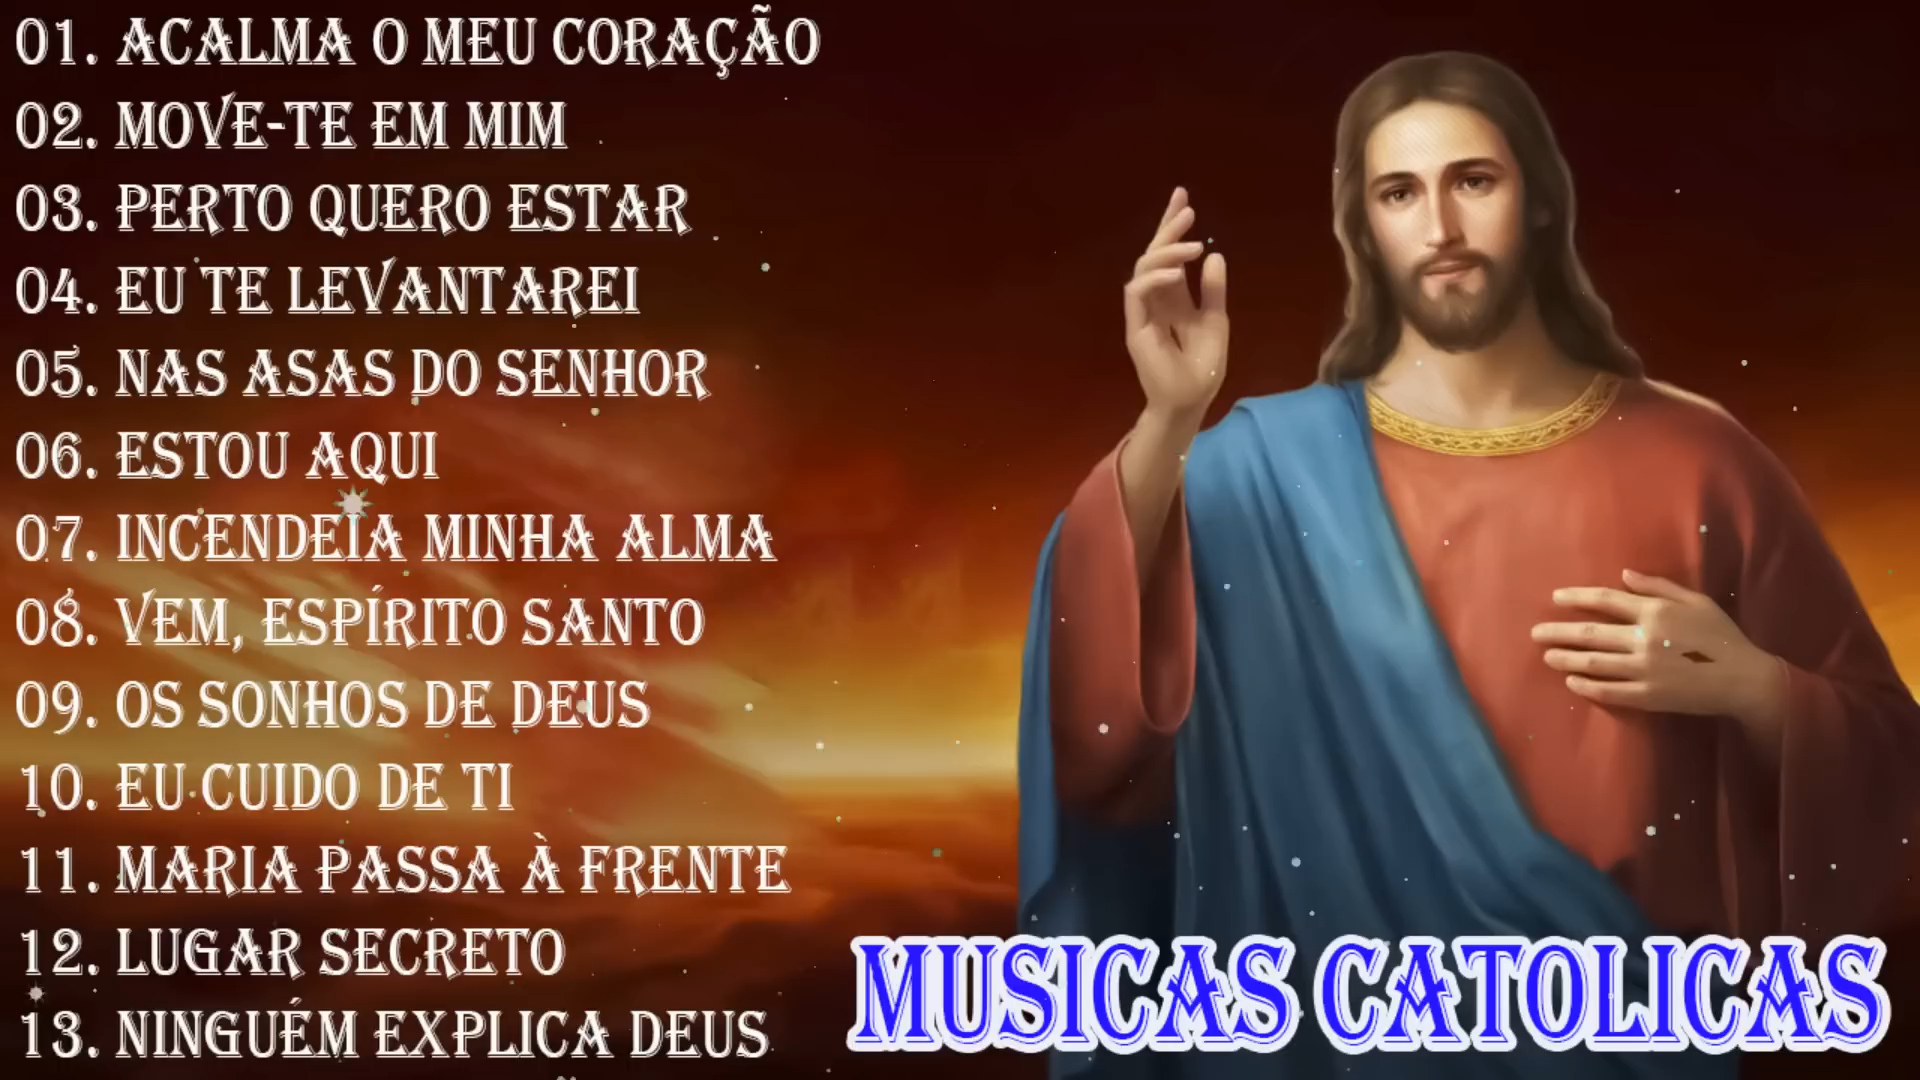 01. ACALMA O MEU CORAÇÃO
02. MOVE-TE EM MIM
03. PERTO QUERO ESTAR
04. EU TE LEVANTAREI
05. NAS ASAS DO SENHOR
06. ESTOU AQUI
07. INCENDEIA MINHA ALMA
08. VEM, ESPÍRITO SANTO
09. OS SONHOS DE DEUS
10. EU CUIDO DE TI
11. MARIA PASSA À FRENTE
12. LUGAR SECRETO
13. NINGUÉM EXPLICA DEUS
MUSICAS CATOLICAS